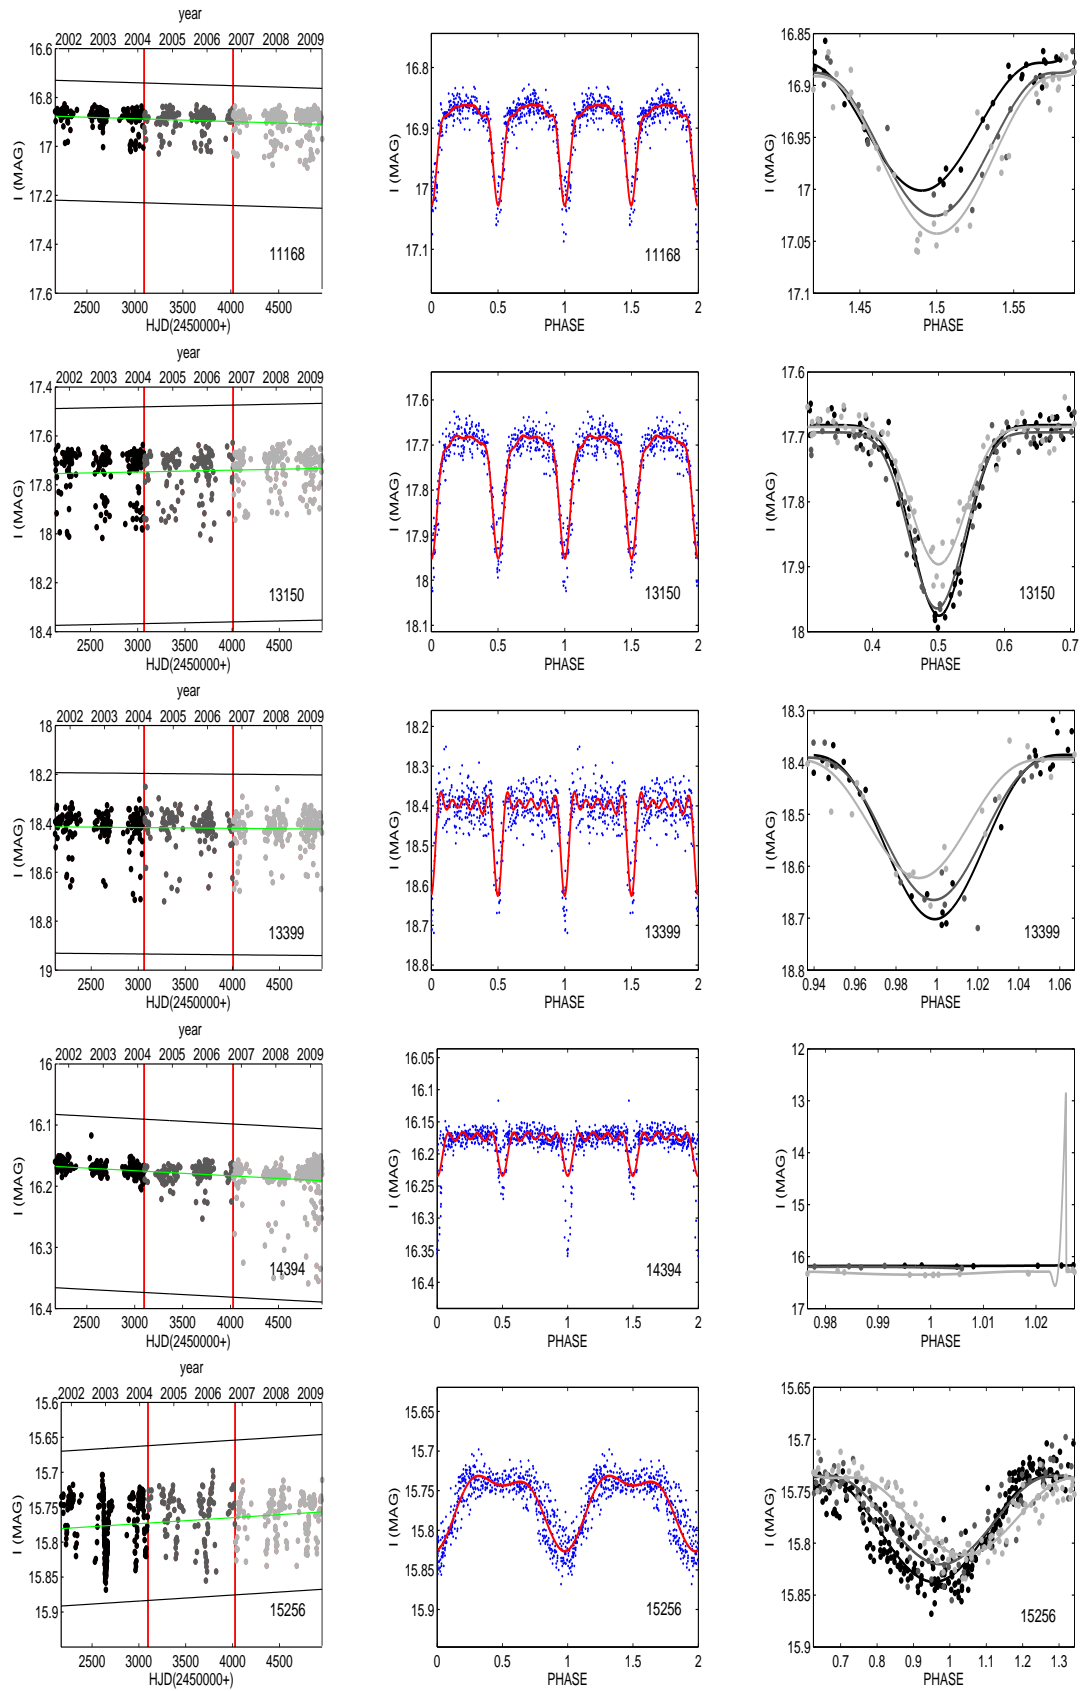 year
2002 2003 2004 2005 2006 2007 2008 2009
16.6 16.8 17 17.2 17.4 17.6
I (MAG)
11168
2500 3000 3500 4000 4500
HJD(2450000+)
16.8 16.9 17 17.1
I (MAG)
11168
0 0.5 1 1.5 2
PHASE
16.85 16.9 16.95 17 17.05 17.1
I (MAG)
1.45 1.5 1.55
PHASE
year
2002 2003 2004 2005 2006 2007 2008 2009
17.4 17.6 17.8 18 18.2 18.4
I (MAG)
13150
2500 3000 3500 4000 4500
HJD(2450000+)
17.6 17.7 17.8 17.9 18 18.1
I (MAG)
13150
0 0.5 1 1.5 2
PHASE
17.6 17.7 17.8 17.9 18
I (MAG)
13150
0.4 0.5 0.6 0.7
PHASE
year
2002 2003 2004 2005 2006 2007 2008 2009
18 18.2 18.4 18.6 18.8 19
I (MAG)
13399
2500 3000 3500 4000 4500
HJD(2450000+)
18.2 18.3 18.4 18.5 18.6 18.7 18.8
I (MAG)
13399
0 0.5 1 1.5 2
PHASE
18.3 18.4 18.5 18.6 18.7 18.8
I (MAG)
13399
0.94 0.96 0.98 1 1.02 1.04 1.06
PHASE
year
2002 2003 2004 2005 2006 2007 2008 2009
16 16.1 16.2 16.3 16.4
I (MAG)
14394
2500 3000 3500 4000 4500
HJD(2450000+)
16.05 16.1 16.15 16.2 16.25 16.3 16.35 16.4
I (MAG)
14394
0 0.5 1 1.5 2
PHASE
12 13 14 15 16 17
I (MAG)
0.98 0.99 1 1.01 1.02
PHASE
year
2002 2003 2004 2005 2006 2007 2008 2009
15.6 15.65 15.7 15.75 15.8 15.85 15.9
I (MAG)
15256
2500 3000 3500 4000 4500
HJD(2450000+)
15.65 15.7 15.75 15.8 15.85 15.9
I (MAG)
15256
0 0.5 1 1.5 2
PHASE
15.65 15.7 15.75 15.8 15.85 15.9
I (MAG)
15256
0.7 0.8 0.9 1 1.1 1.2 1.3
PHASE